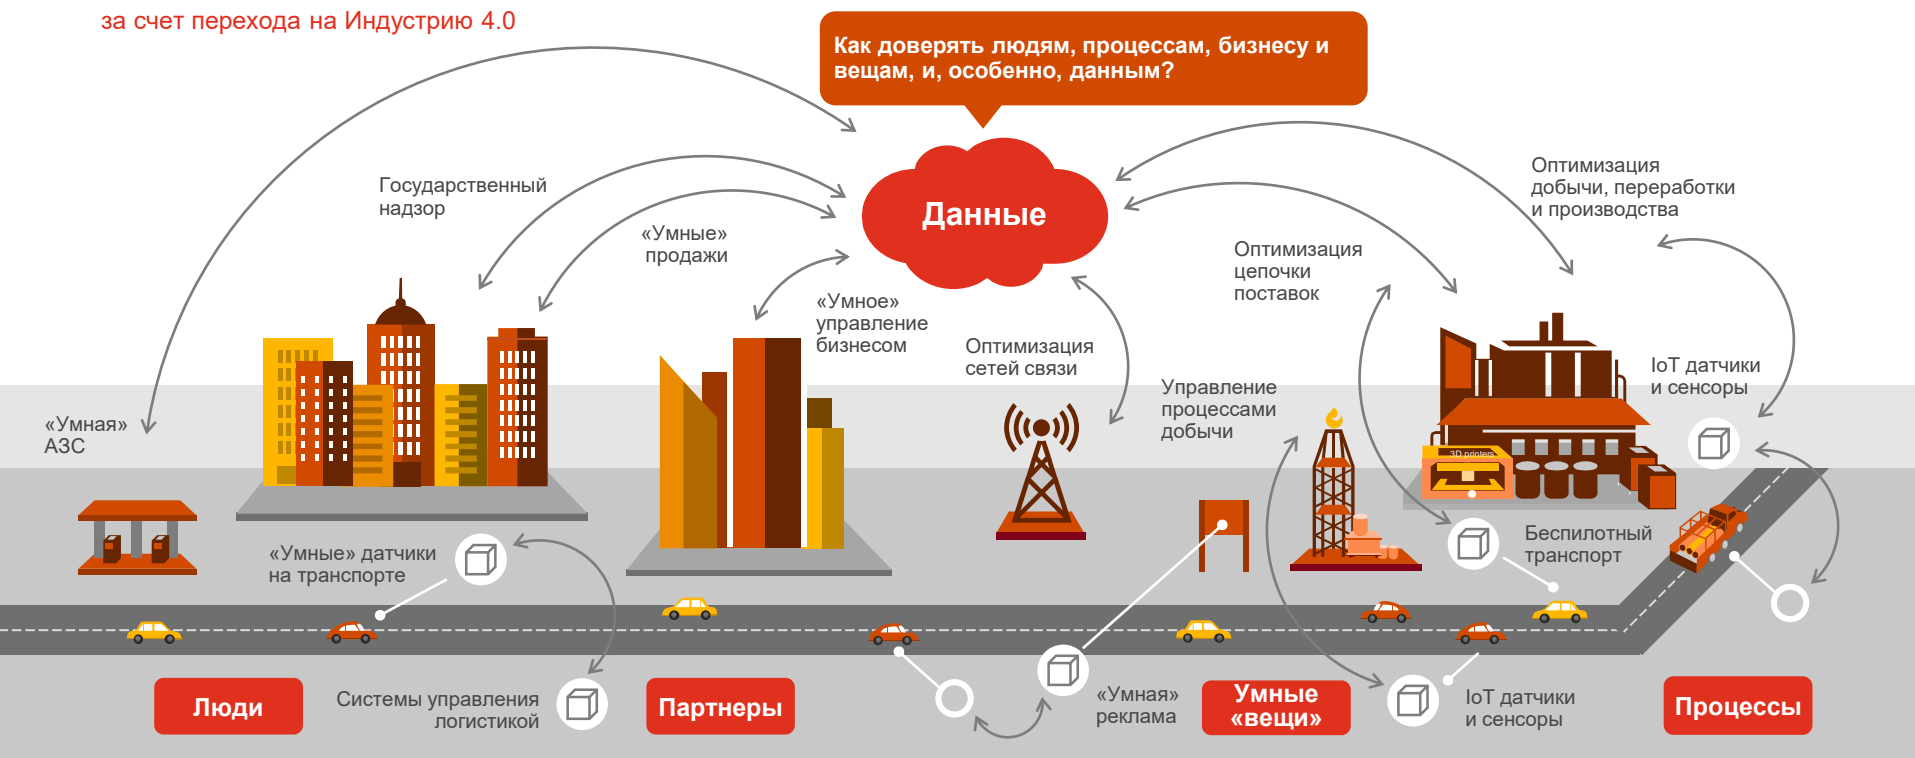 за счет перехода на Индустрию 4.0
Как доверять людям, процессам, бизнесу и
вещам, и, особенно, данным?
Данные
Государственный
надзор
«Умные»
продажи
«Умное»
управление
бизнесом
Оптимизация
сетей связи
Оптимизация
цепочки
поставок
Оптимизация
добычи, переработки
и производства
Управление
процессами
добычи
IoT датчики
и сенсоры
«Умная»
АЗС
3D printers
«Умные» датчики
на транспорте
Беспилотный
транспорт
Люди
Системы управления
логистикой
Партнеры
«Умная»
реклама
Умные
«вещи»
IoT датчики
и сенсоры
Процессы